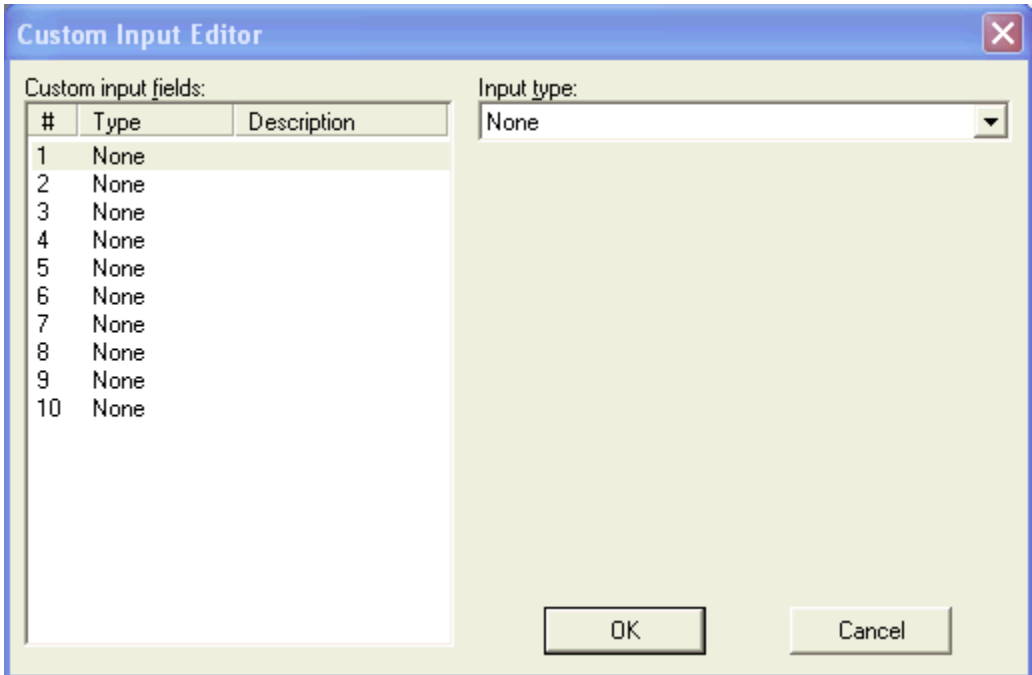 Custom Input Editor
Custom input fields:
# Type Description
1 None
2 None
3 None
4 None
5 None
6 None
7 None
8 None
9 None
10 None
Input type:
None
OK Cancel